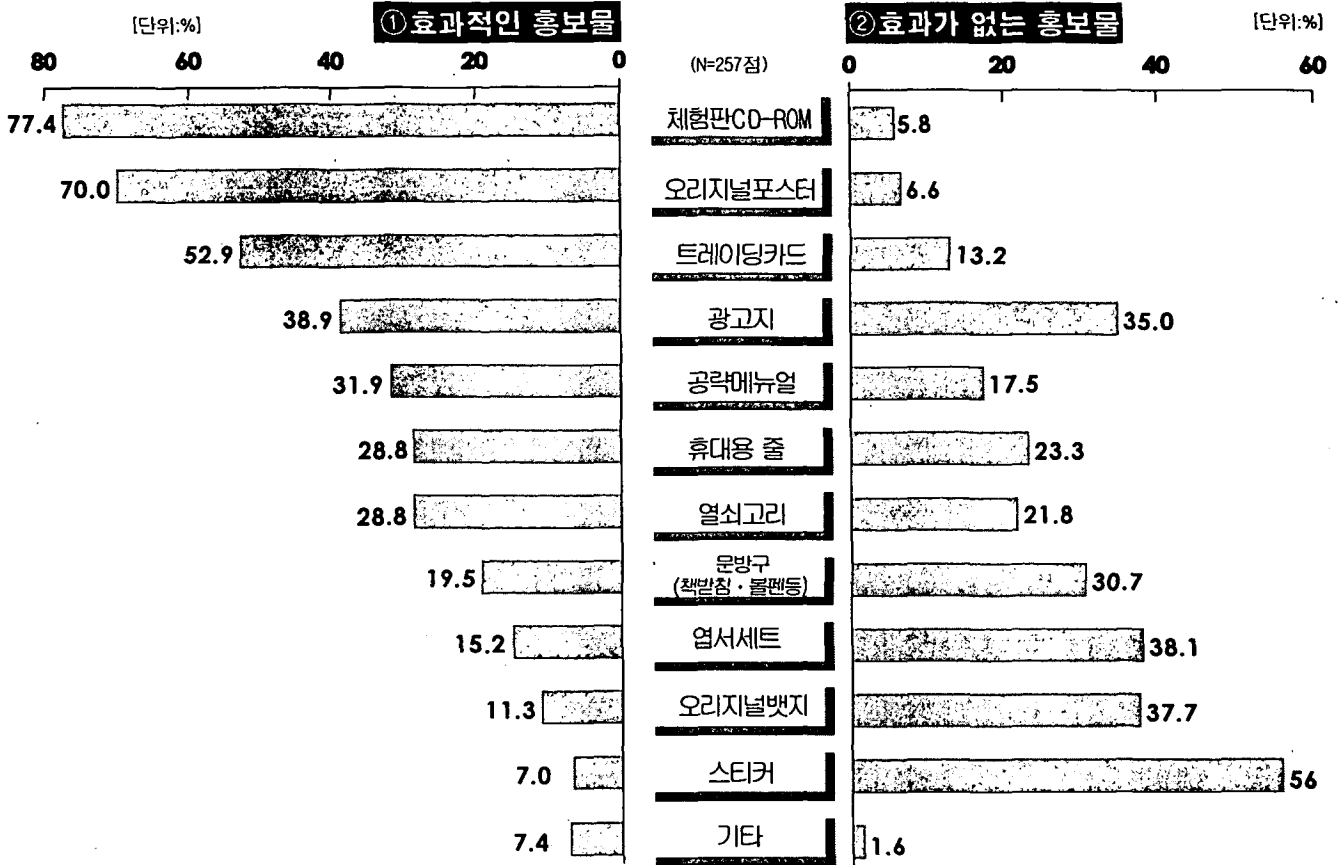 [단위:%] ①효과적인 홍보물 ②효과가 없는 홍보물 [단위:%]
80 60 40 20 0 (N=257점) 0 20 40 60
77.4 체험판CD-ROM 5.8
70.0 오리지널포스터 6.6
52.9 트레이딩카드 13.2
38.9 광고지 35.0
31.9 공략메뉴얼 17.5
28.8 휴대용 줄 23.3
28.8 열쇠고리 21.8
19.5 문방구 30.7
(책받침·볼펜등)
15.2 엽서세트 38.1
11.3 오리지널뱃지 37.7
7.0 스티커 56
7.4 기타 1.6